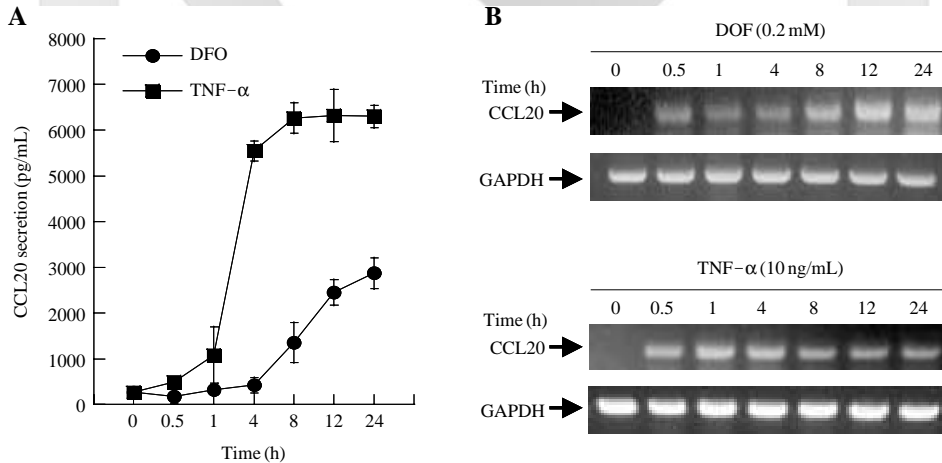 A
8000
7000
6000
5000
4000
3000
2000
1000
0
CCL20 secretion (pg/mL)
DFO
TNF-α
0 0.5 1 4 8 12 24
Time (h)
B
DOF (0.2 mM)
0 0.5 1 4 8 12 24
Time (h)
CCL20
GAPDH
TNF-α (10 ng/mL)
0 0.5 1 4 8 12 24
Time (h)
CCL20
GAPDH